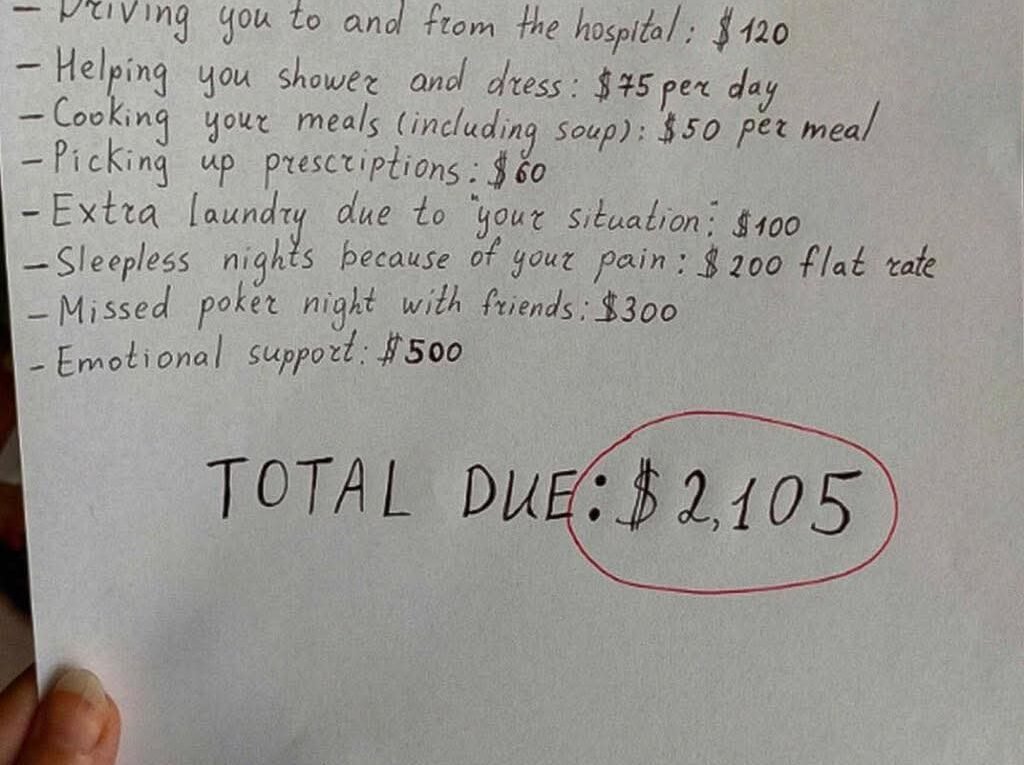 - Driving you to and from the hospital: $120
- Helping you shower and dress: $75 per day
- Cooking your meals (including soup): $50 per meal
- Picking up prescriptions: $60
- Extra laundry due to "your situation": $100
- Sleepless nights because of your pain: $200 flat rate
- Missed poker night with friends: $300
- Emotional support: $500
TOTAL DUE: $2,105